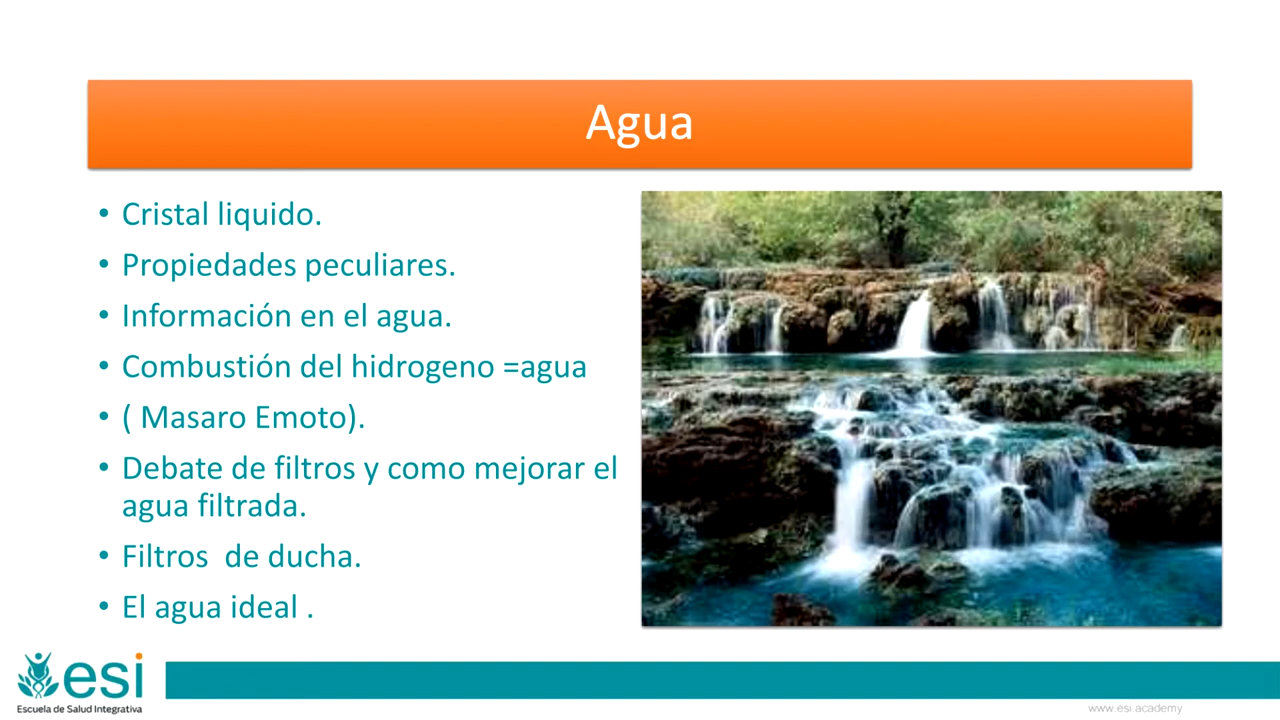 Agua
• Cristal liquido.
• Propiedades peculiares.
• Información en el agua.
• Combustión del hidrogeno =agua
• ( Masaro Emoto).
• Debate de filtros y como mejorar el
agua filtrada.
• Filtros  de ducha.
• El agua ideal .
esi
Escuela de Salud Integrativa
www.esi.academy